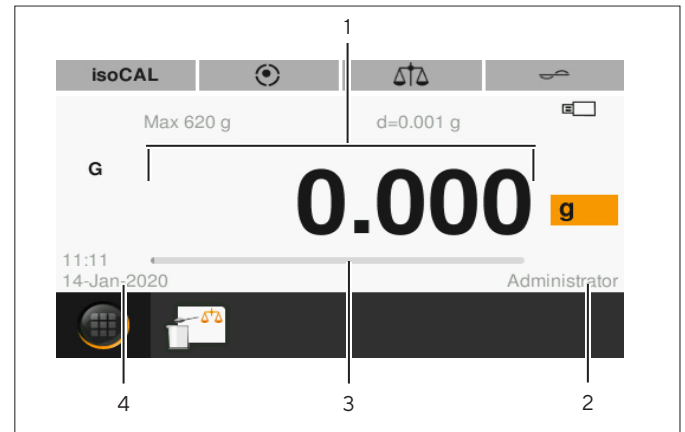 1
isoCAL
Max 620 g d=0.001 g
G 0.000 g
11:11
14-Jan-2020 Administrator
4 3 2